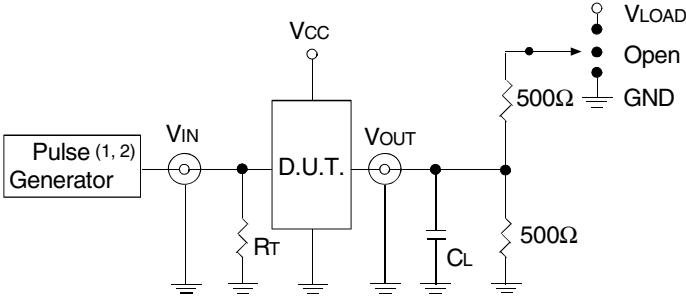 VLOAD
VCC
Open
500Ω
GND
VIN
VOUT
Pulse (1, 2)
Generator
D.U.T.
RT
CL
500Ω